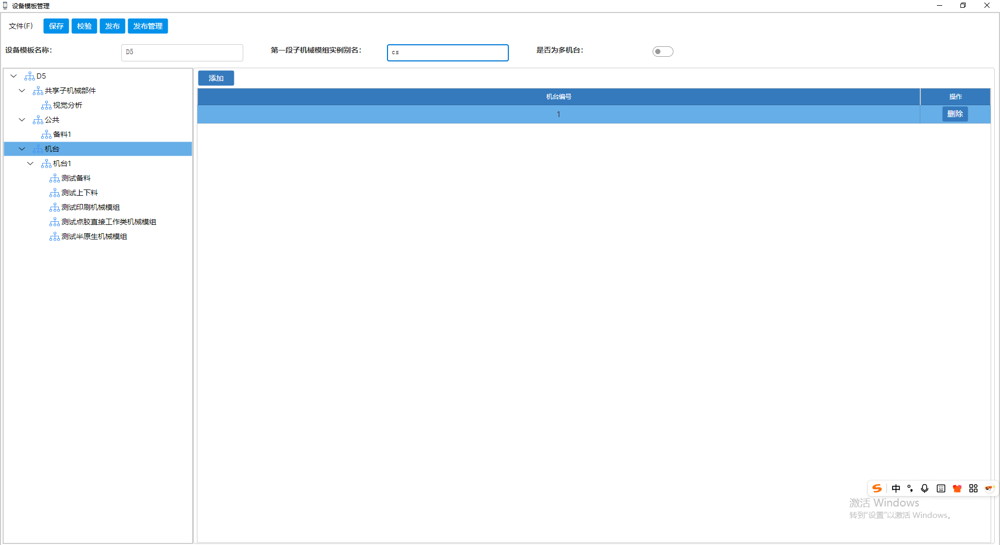 设备模板管理
文件(F) 保存 校验 发布 发布管理
设备模板名称: D5 第一段子机械模组实例别名: cs 是否为多机台:
D5
共享子机械部件
视觉分析
公共
备料1
机台
机台1
测试备料
测试上下料
测试印刷机械模组
测试点胶直接工作类机械模组
测试半原生机械模组
添加
机台编号 操作
1 删除
中
激活 Windows
转到"设置"以激活 Windows。